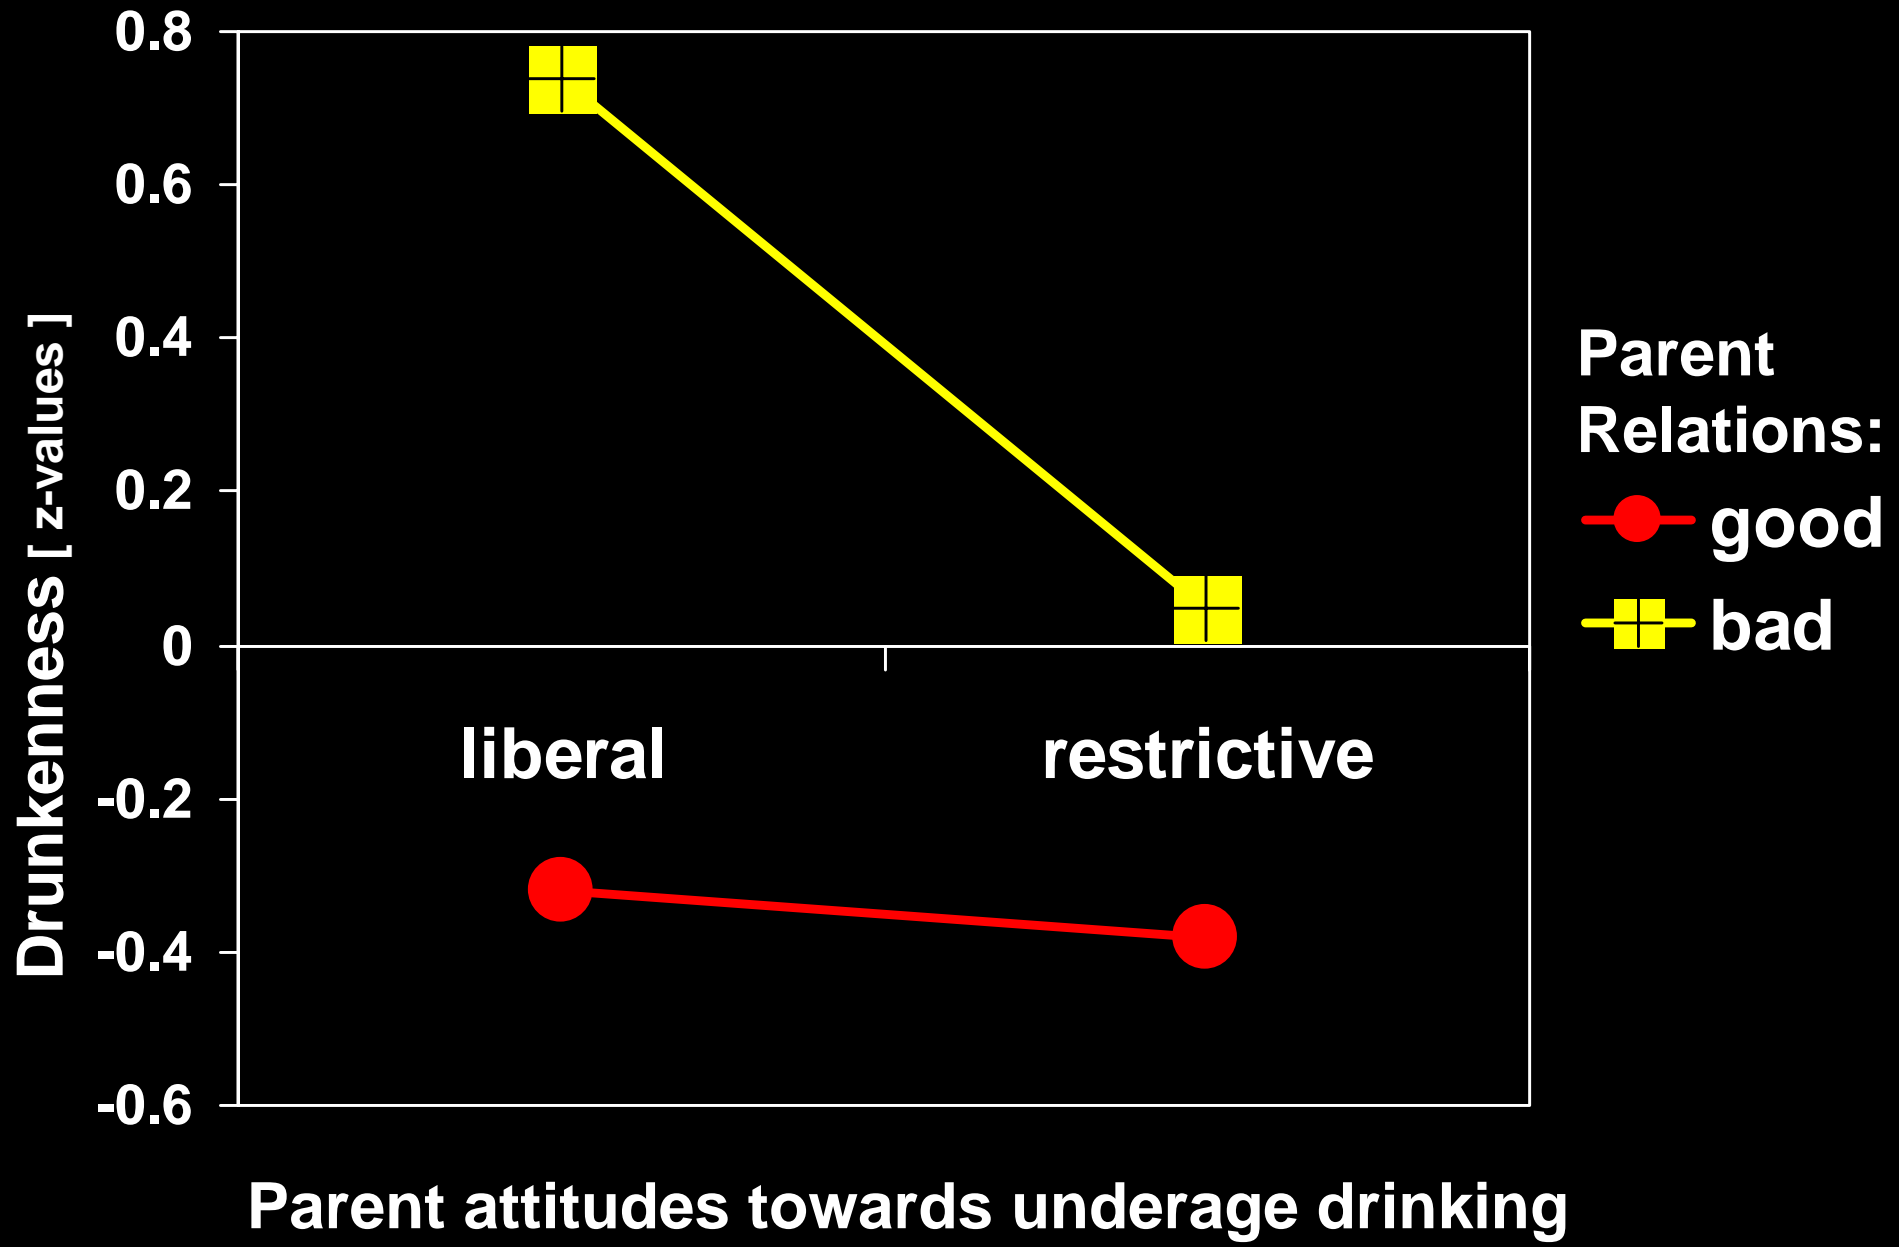 0.8
0.6
0.4
0.2
0
-0.2
-0.4
-0.6
Drunkenness [ z-values ]
liberal
restrictive
Parent attitudes towards underage drinking
Parent
Relations:
good
bad